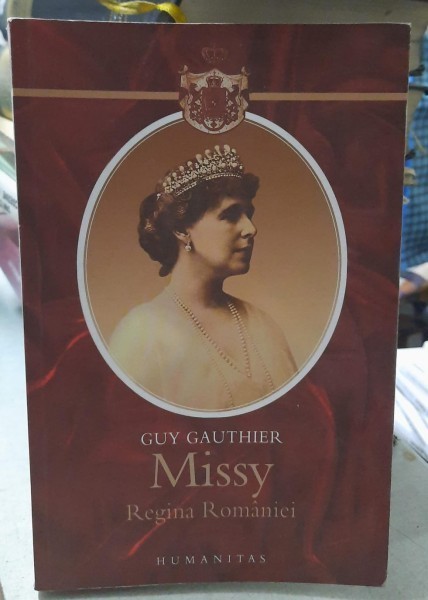 GUY GAUTHIER
Missy
Regina României
HUMANITAS